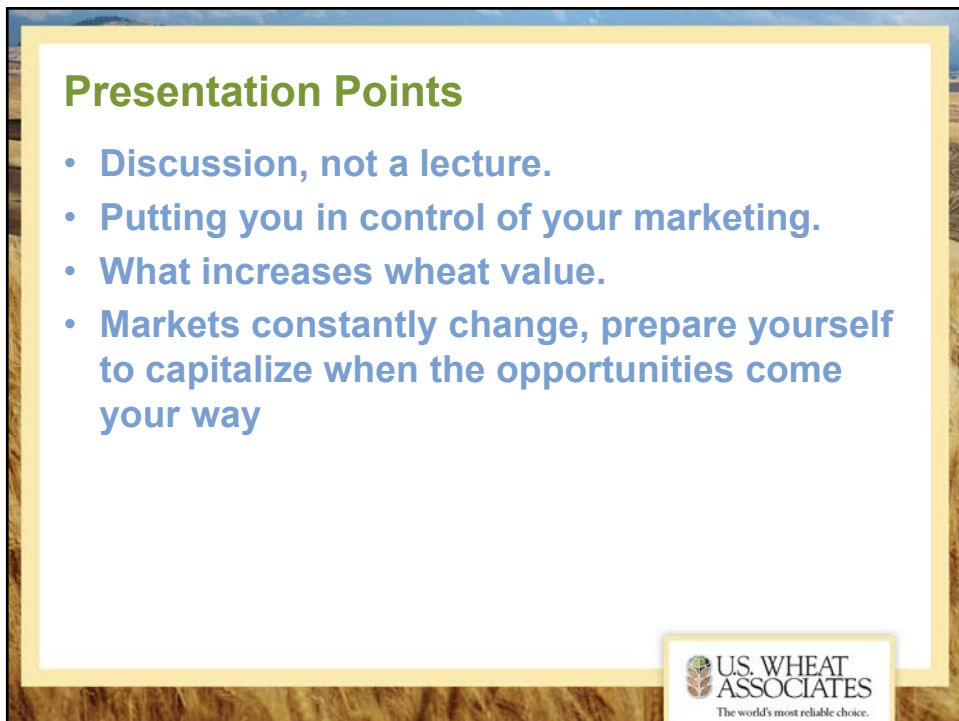 Presentation Points
• Discussion, not a lecture.
• Putting you in control of your marketing.
• What increases wheat value.
• Markets constantly change, prepare yourself
to capitalize when the opportunities come
your way
U.S. WHEAT
ASSOCIATES
The world's most reliable choice.